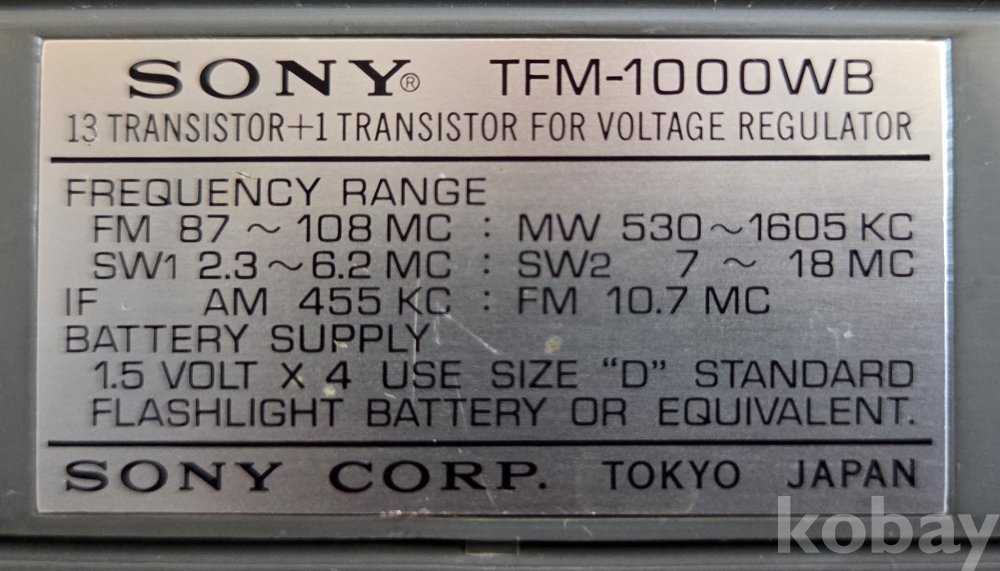 SONY® TFM-1000WB
13 TRANSISTOR+1 TRANSISTOR FOR VOLTAGE REGULATOR
FREQUENCY RANGE
FM 87 ~ 108 MC : MW 530~1605 KC
SW1 2.3~6.2 MC : SW2 7 ~ 18 MC
IF AM 455 KC : FM 10.7 MC
BATTERY SUPPLY
1.5 VOLT X 4 USE SIZE “D” STANDARD
FLASHLIGHT BATTERY OR EQUIVALENT.
SONY CORP. TOKYO JAPAN
kobay